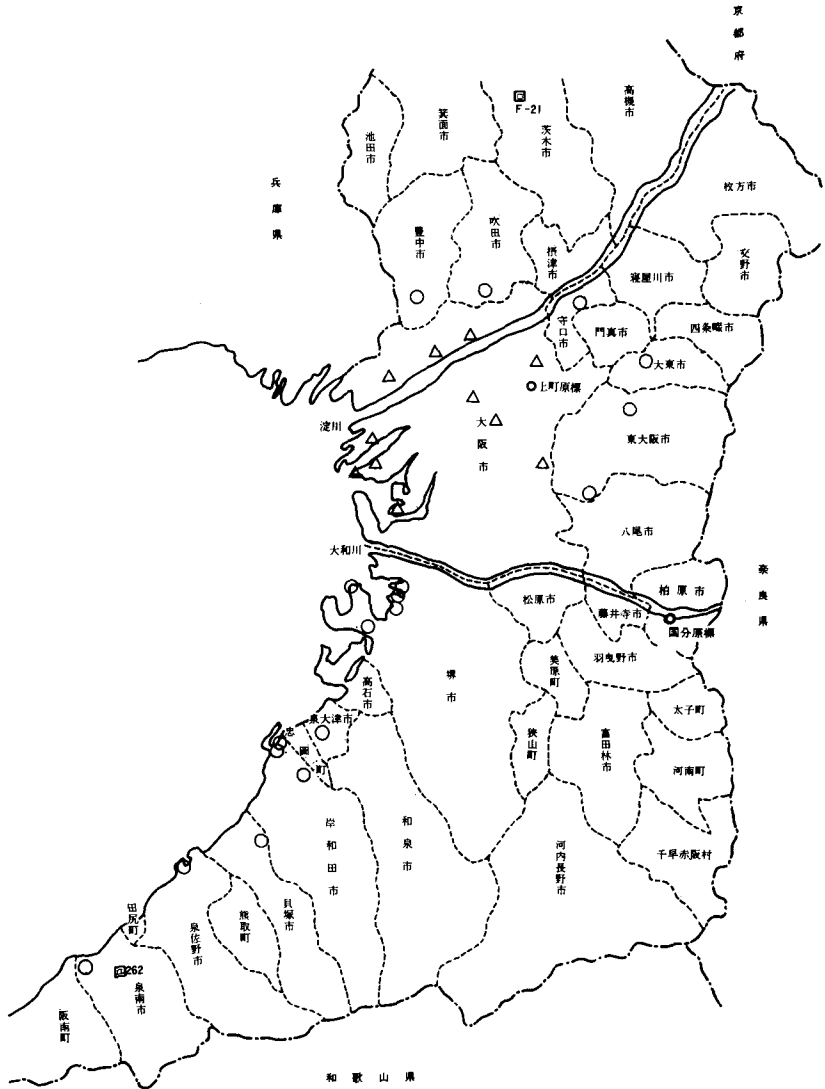 京都府
高槻市
F-21
茨木市
箕面市
池田市
兵庫県
枚方市
吹田市
豊中市
摂津市
交野市
寝屋川市
守口市
門真市
四条畷市
大東市
上町原標
淀川
大阪市
東大阪市
八尾市
大和川
奈良県
柏原市
松原市
藤井寺市
国分原標
羽曳野市
美原町
堺市
高石市
太子町
泉大津市
忠岡町
狭山町
富田林市
河南町
岸和田市
和泉市
河内長野市
千早赤阪村
貝塚市
熊取町
田尻町
泉佐野市
262
泉南市
阪南町
和歌山県